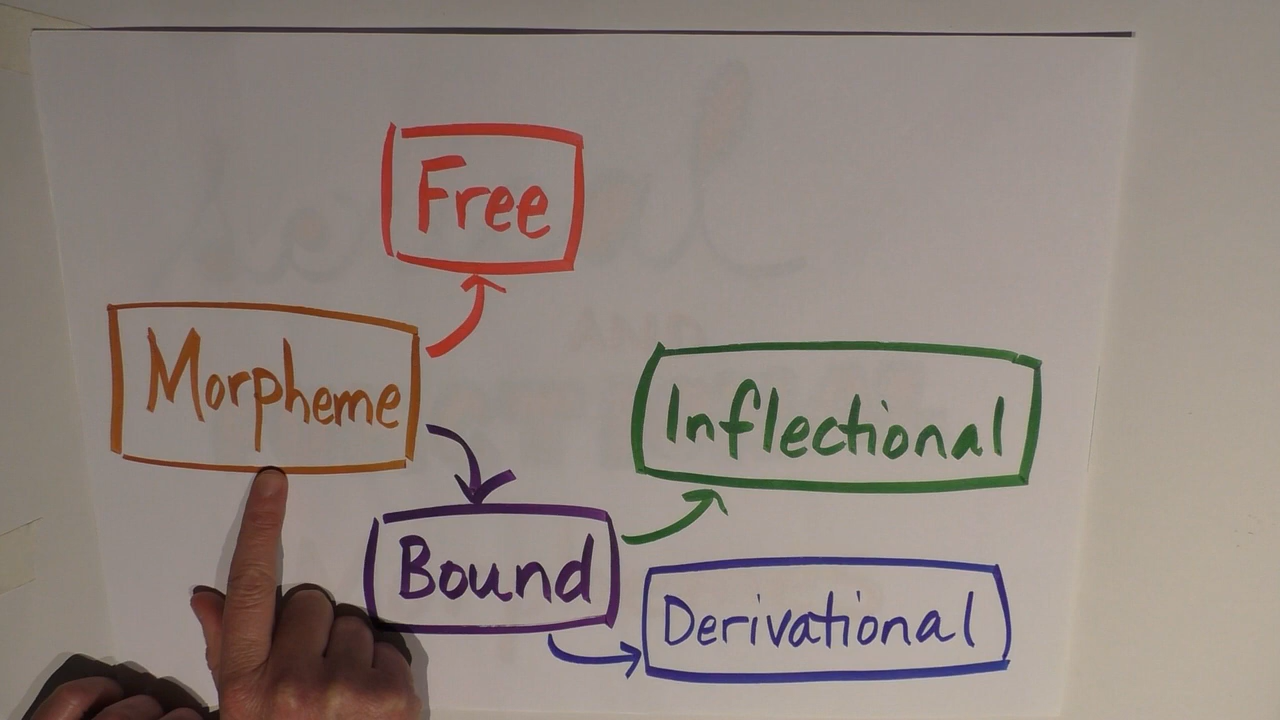 Free
Morpheme
Inflectional
Bound
Derivational